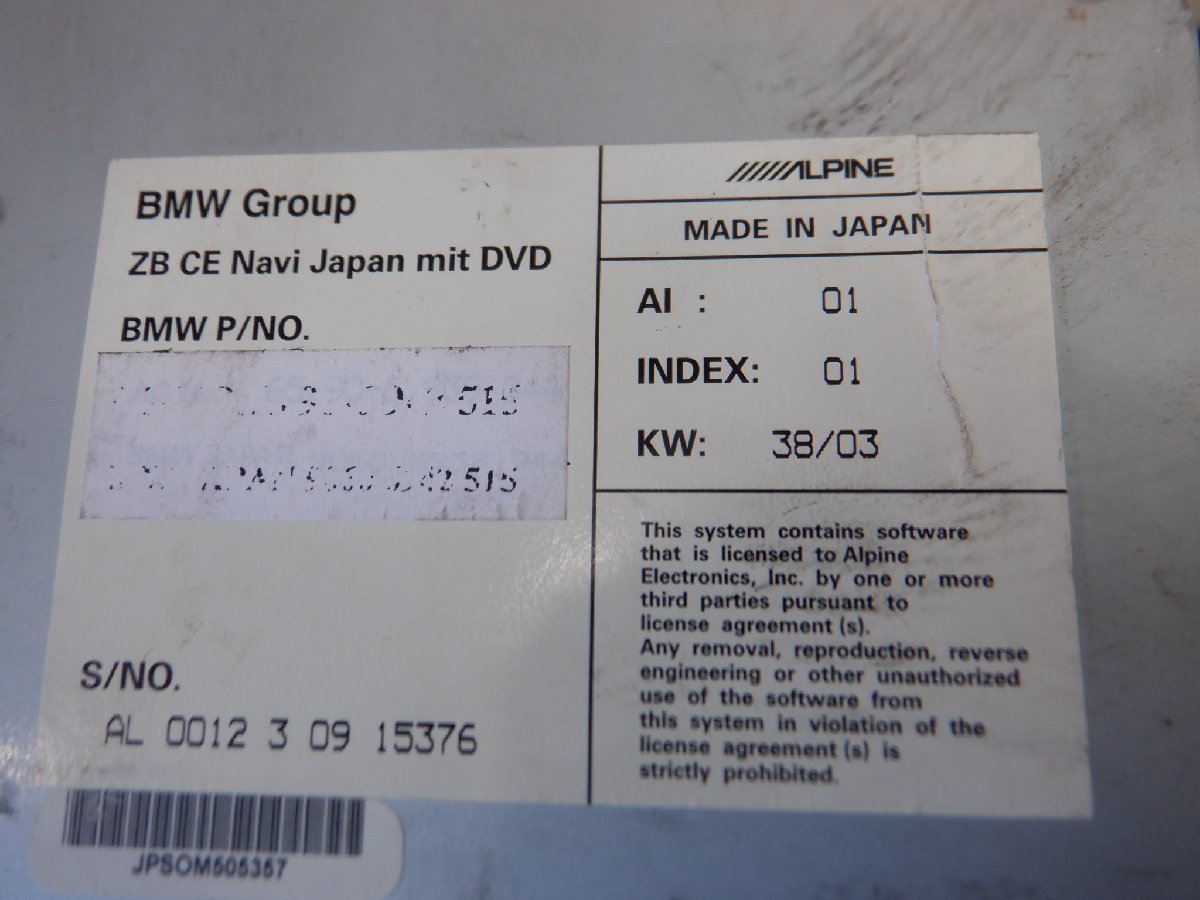 BMW Group
ZB CE Navi Japan mit DVD
BMW P/NO.
515
515
S/NO.
AL 0012 3 09 15376
ALPINE
MADE IN JAPAN
AI : 01
INDEX: 01
KW: 38/03
This system contains software
that is licensed to Alpine
Electronics, Inc. by one or more
third parties pursuant to
license agreement (s).
Any removal, reproduction, reverse
engineering or other unauthorized
use of the software from
this system in violation of the
license agreement (s) is
strictly prohibited.
JPSOM505357